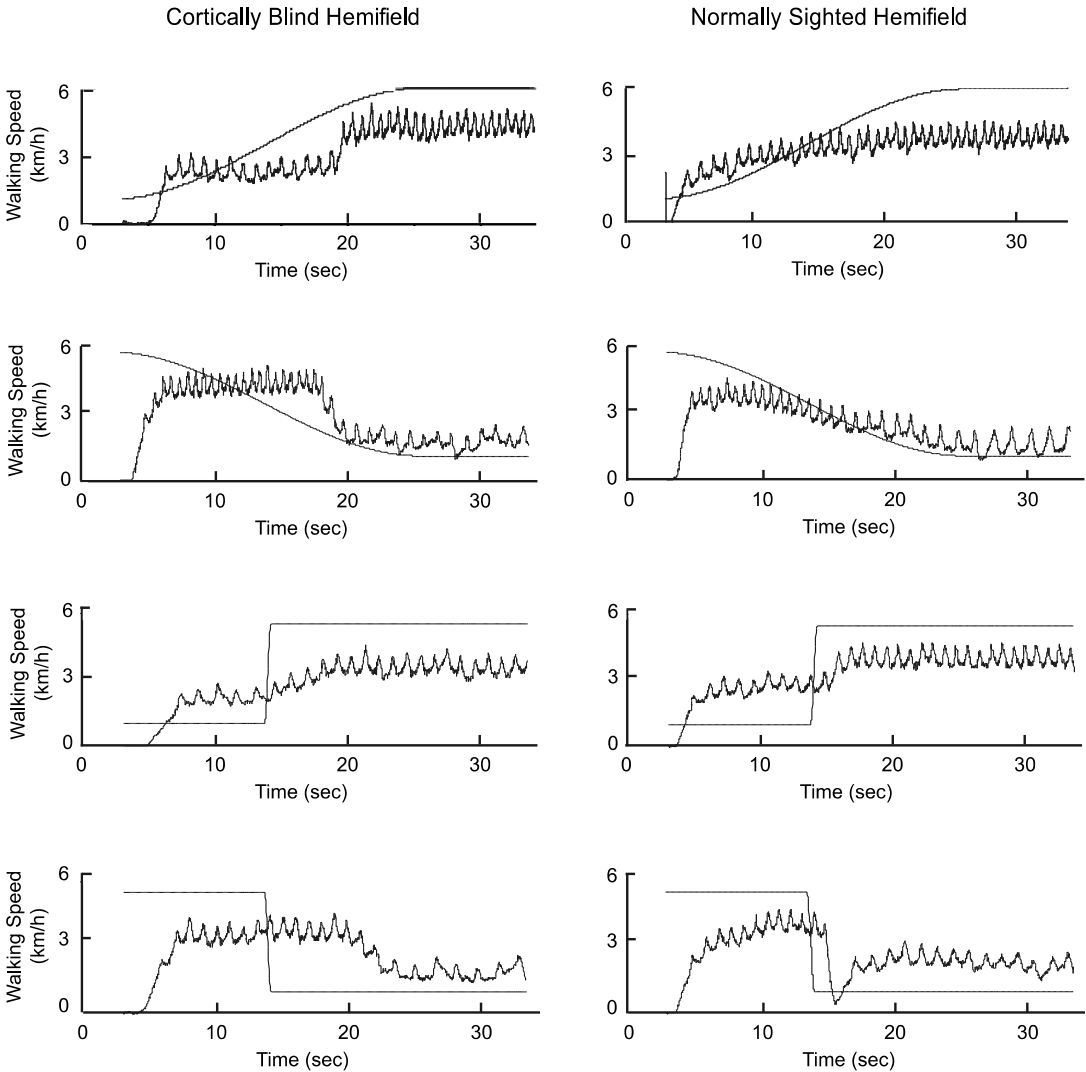 Cortically Blind Hemifield
Normally Sighted Hemifield
Walking Speed
(km/h)
6
3
0
0 10 20 30
Time (sec)
6
3
0
0 10 20 30
Time (sec)
Walking Speed
(km/h)
6
3
0
0 10 20 30
Time (sec)
6
3
0
0 10 20 30
Time (sec)
Walking Speed
(km/h)
6
3
0
0 10 20 30
Time (sec)
6
3
0
0 10 20 30
Time (sec)
Walking Speed
(km/h)
6
3
0
0 10 20 30
Time (sec)
6
3
0
0 10 20 30
Time (sec)